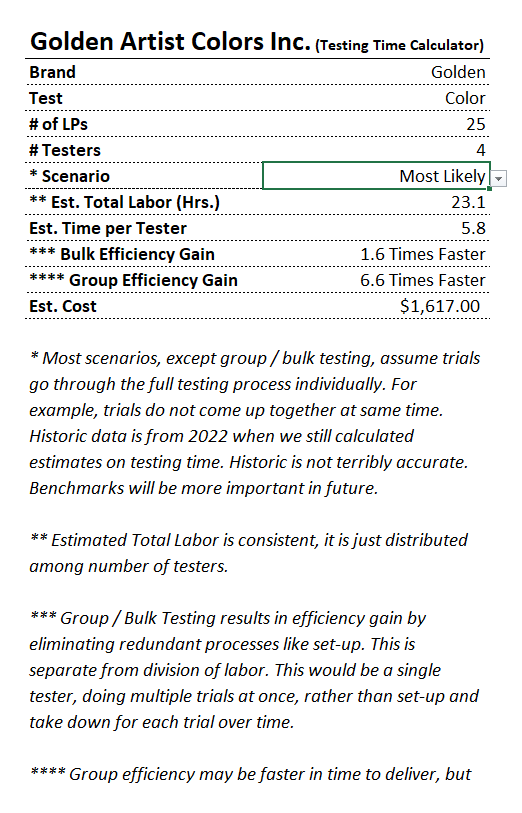 Golden Artist Colors Inc. (Testing Time Calculator)
Brand Golden
Test Color
# of LPs 25
# Testers 4
* Scenario Most Likely
** Est. Total Labor (Hrs.) 23.1
Est. Time per Tester 5.8
*** Bulk Efficiency Gain 1.6 Times Faster
**** Group Efficiency Gain 6.6 Times Faster
Est. Cost $1,617.00
* Most scenarios, except group / bulk testing, assume trials
go through the full testing process individually. For
example, trials do not come up together at same time.
Historic data is from 2022 when we still calculated
estimates on testing time. Historic is not terribly accurate.
Benchmarks will be more important in future.
** Estimated Total Labor is consistent, it is just distributed
among number of testers.
*** Group / Bulk Testing results in efficiency gain by
eliminating redundant processes like set-up. This is
separate from division of labor. This would be a single
tester, doing multiple trials at once, rather than set-up and
take down for each trial over time.
**** Group efficiency may be faster in time to deliver, but